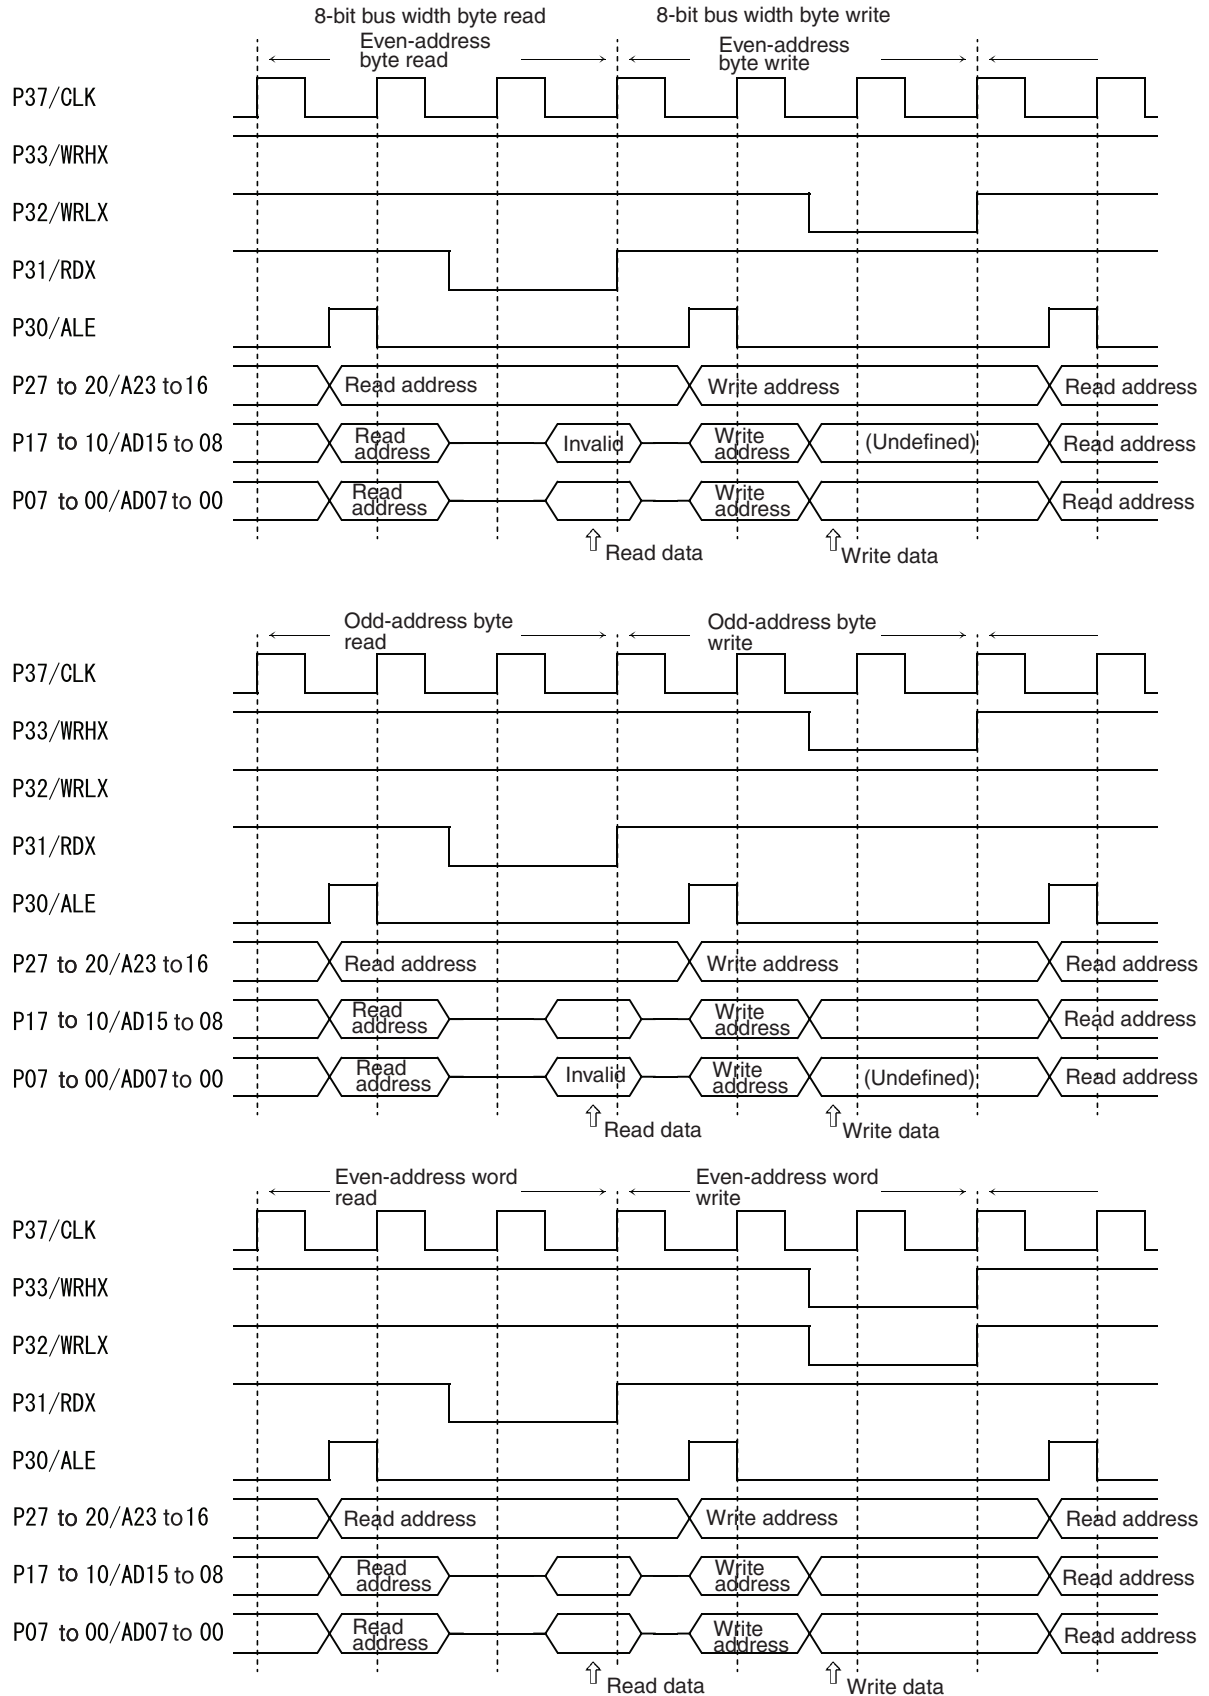 8-bit bus width byte read 8-bit bus width byte write
Even-address
byte read
Even-address
byte write
P37/CLK
P33/WRHX
P32/WRLX
P31/RDX
P30/ALE
P27 to 20/A23 to 16 Read address Write address Read address
P17 to 10/AD15 to 08 Read address Invalid Write address (Undefined) Read address
P07 to 00/AD07 to 00 Read address Write address Read address
Read data Write data
Odd-address byte
read
Odd-address byte
write
P37/CLK
P33/WRHX
P32/WRLX
P31/RDX
P30/ALE
P27 to 20/A23 to 16 Read address Write address Read address
P17 to 10/AD15 to 08 Read address Write address Read address
P07 to 00/AD07 to 00 Read address Invalid Write address (Undefined) Read address
Read data Write data
Even-address word
read
Even-address word
write
P37/CLK
P33/WRHX
P32/WRLX
P31/RDX
P30/ALE
P27 to 20/A23 to 16 Read address Write address Read address
P17 to 10/AD15 to 08 Read address Write address Read address
P07 to 00/AD07 to 00 Read address Write address Read address
Read data Write data